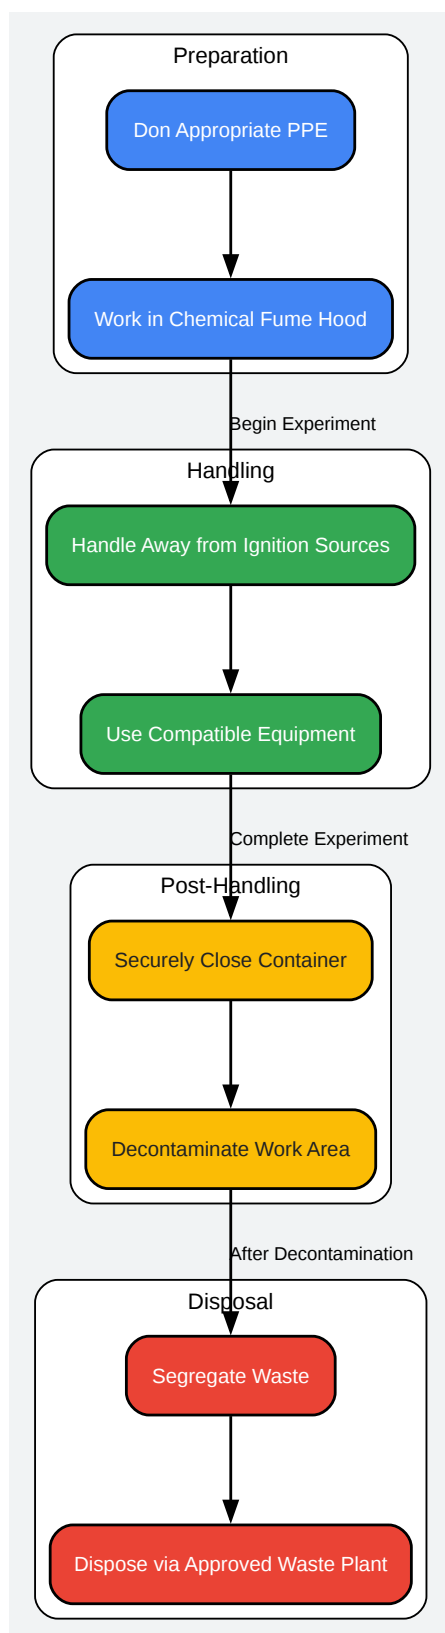 Preparation
Don Appropriate PPE
Work in Chemical Fume Hood
Begin Experiment
Handling
Handle Away from Ignition Sources
Use Compatible Equipment
Complete Experiment
Post-Handling
Securely Close Container
Decontaminate Work Area
After Decontamination
Disposal
Segregate Waste
Dispose via Approved Waste Plant